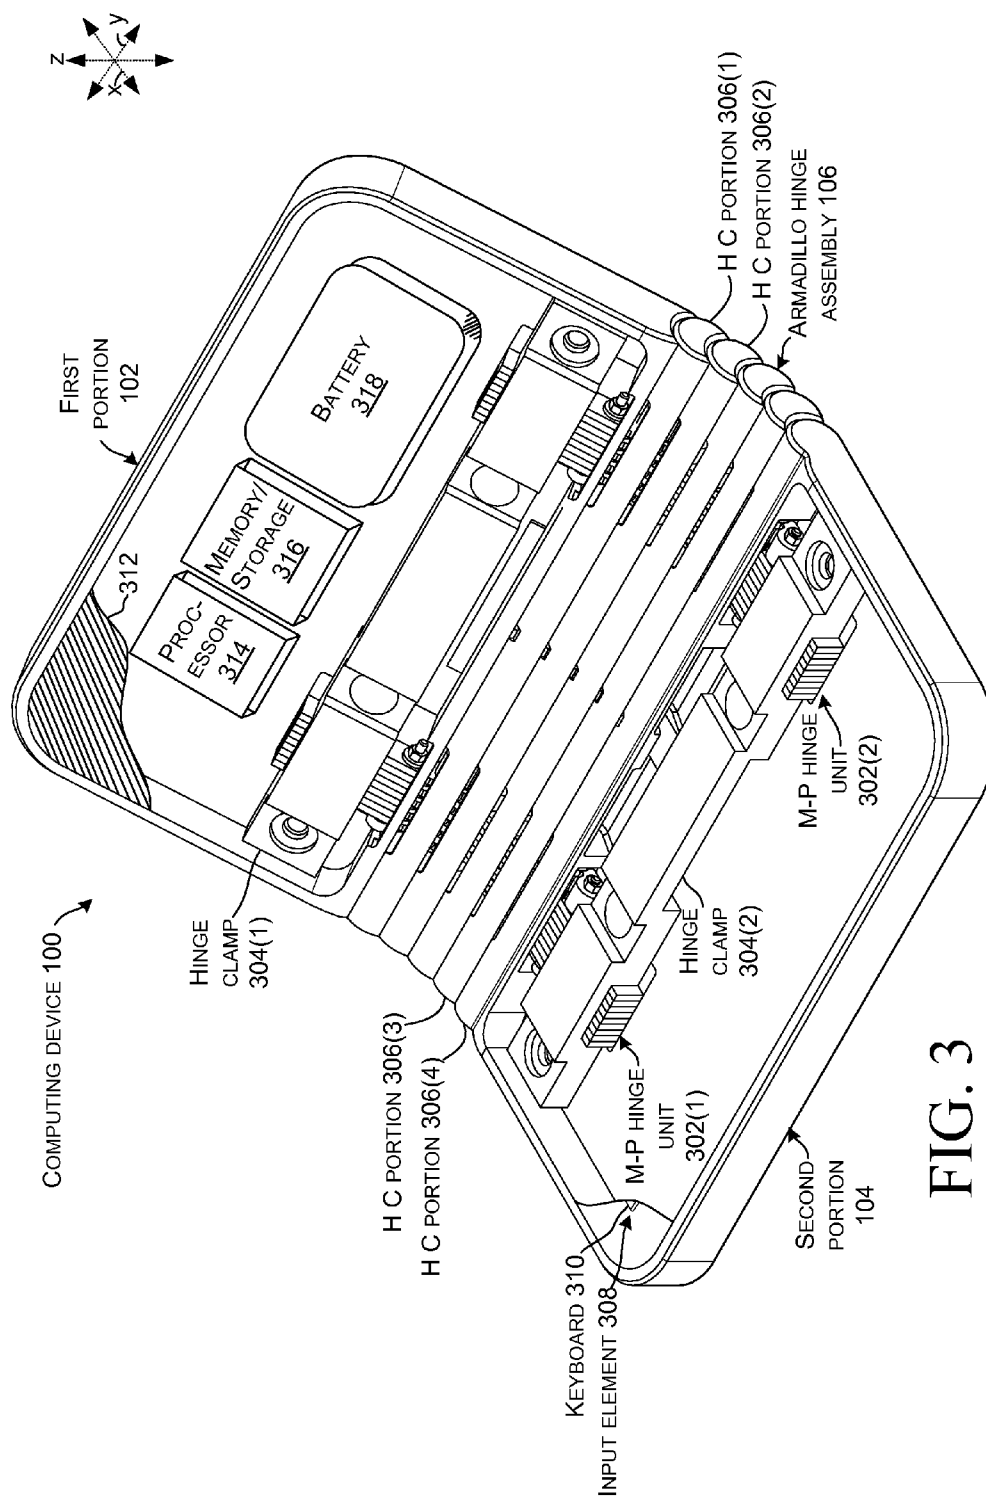 COMPUTING DEVICE 100
FIRST
PORTION
102
312
PROC-
ESSOR
314
MEMORY/
STORAGE
316
BATTERY
318
z
x
y
HINGE
CLAMP
304(1)
H C PORTION 306(1)
H C PORTION 306(2)
ARMADILLO HINGE
ASSEMBLY 106
H C PORTION 306(3)
H C PORTION 306(4)
KEYBOARD 310
INPUT ELEMENT 308
M-P HINGE
UNIT
302(1)
HINGE
CLAMP
304(2)
M-P HINGE
UNIT
302(2)
SECOND
PORTION
104
FIG. 3